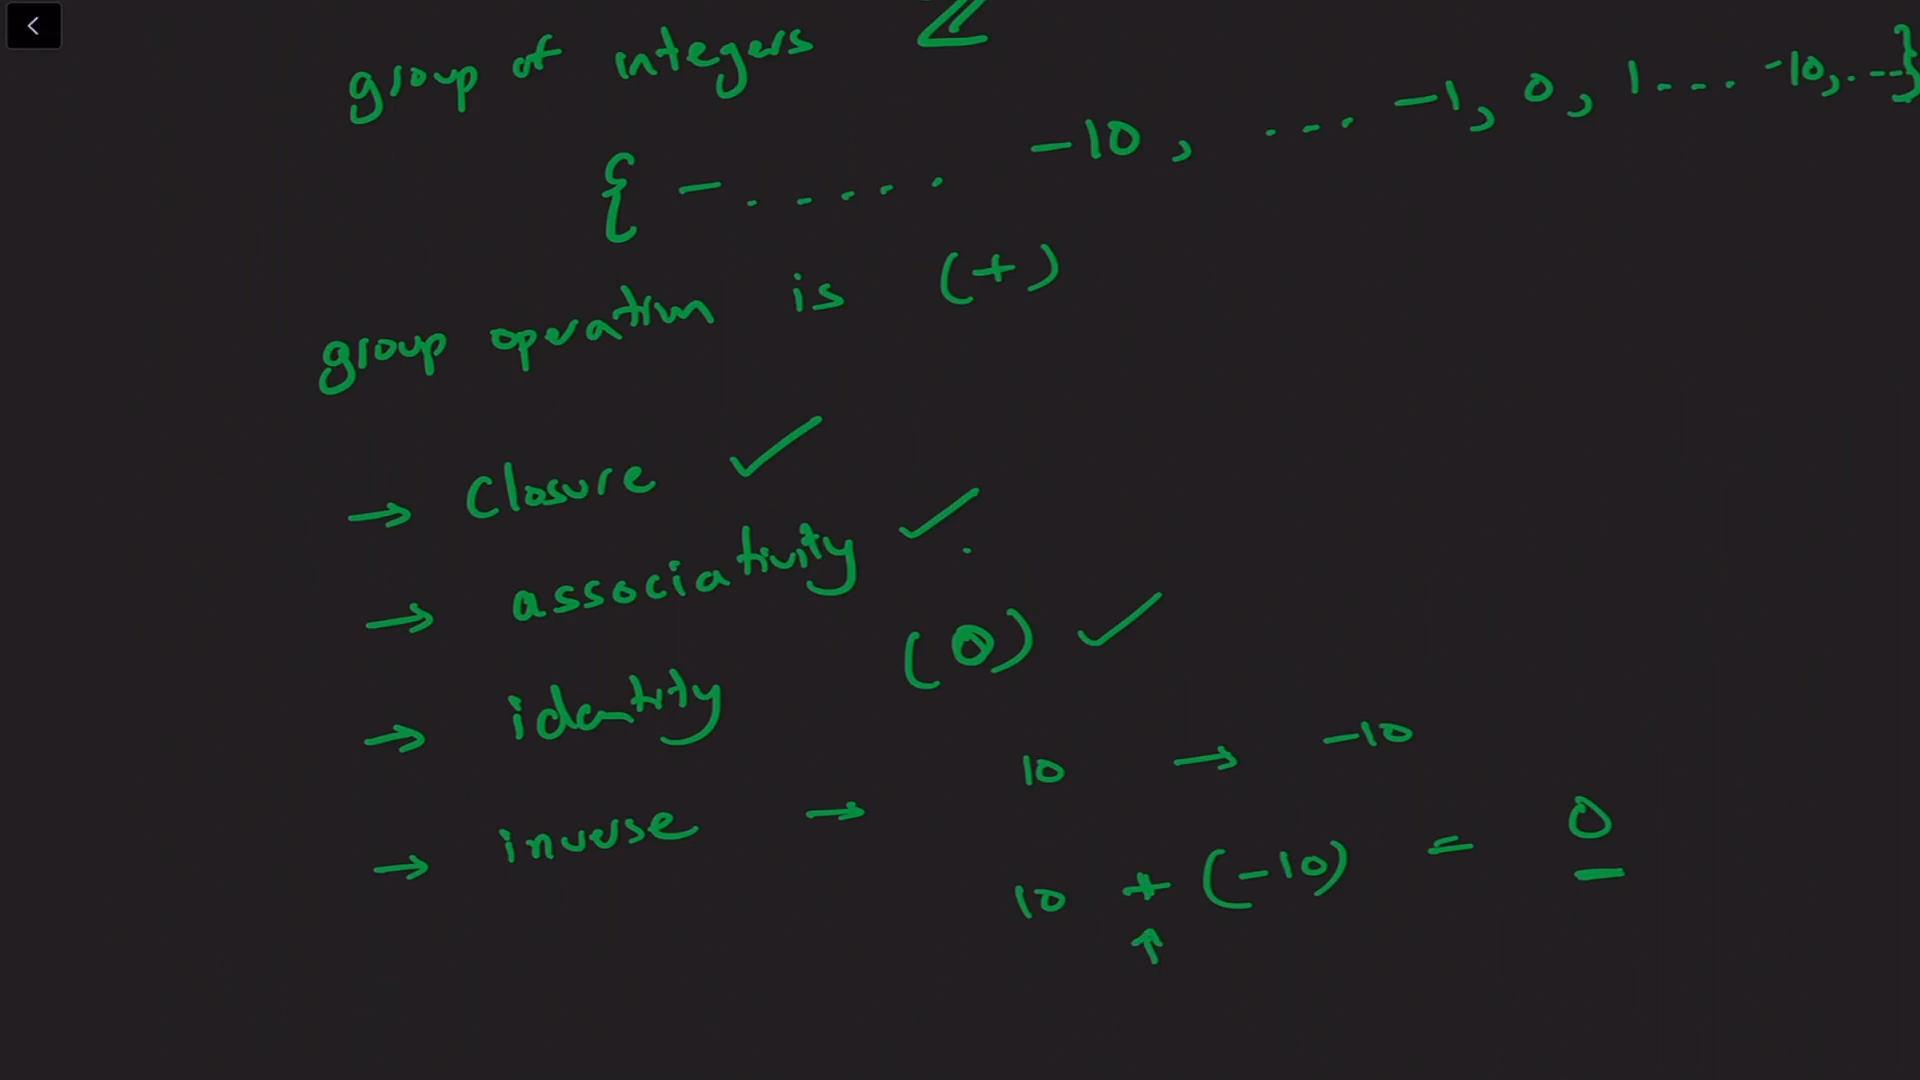 group of integers ℤ
{ - ..... -10, ... -1, 0, 1 .... -10, . --}
group operation is (+)
→ Closure ✓
→ associativity ✓
→ identity (0) ✓
→ inverse → 10 → -10
10 + (-10) = 0
↑